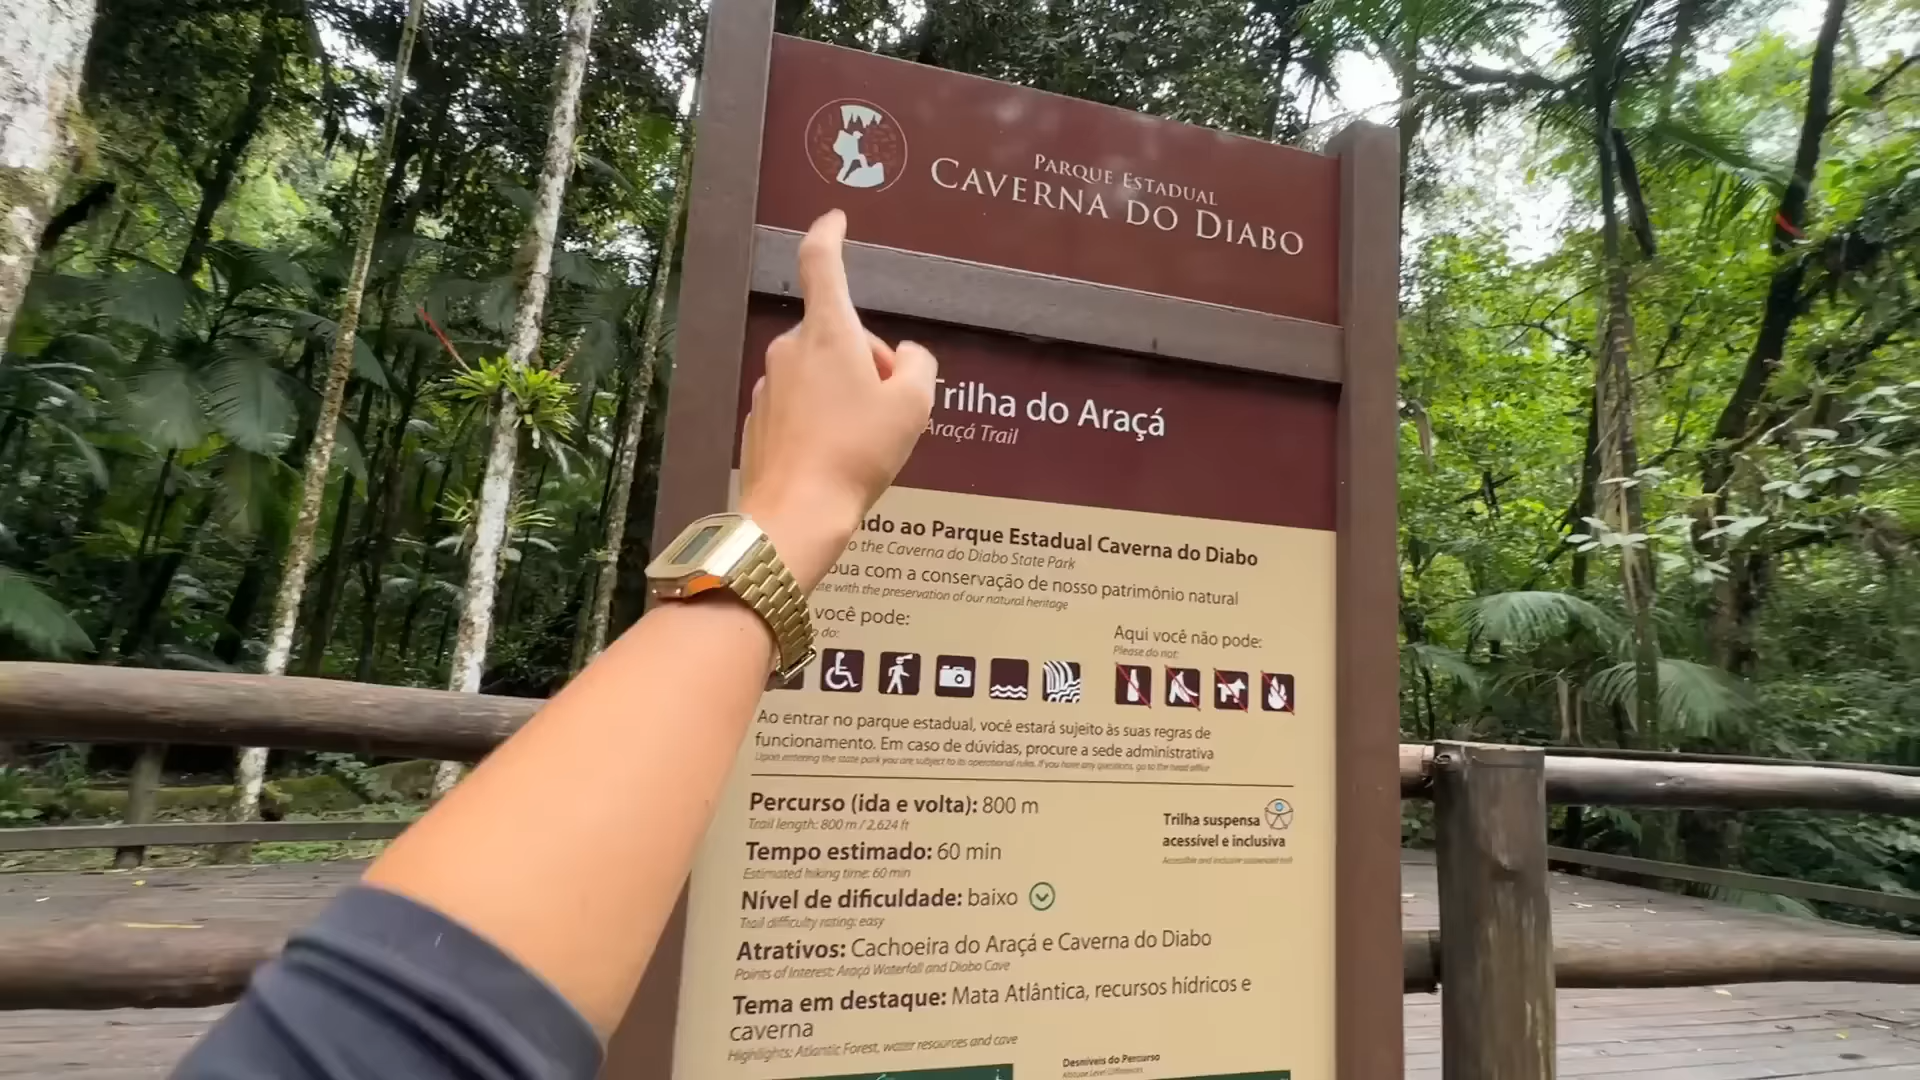 PARQUE ESTADUAL
CAVERNA DO DIABO
Trilha do Araçá
Araçá Trail
ao Parque Estadual Caverna do Diabo
the Caverna do Diabo State Park
com a conservação de nosso patrimônio natural
with the preservation of our natural heritage
você pode:
do:
Aqui você não pode:
Please do not:
Ao entrar no parque estadual, você estará sujeito às suas regras de
funcionamento. Em caso de dúvidas, procure a sede administrativa
Upon entering the state park you are subject to its operational rules. If you have any questions, go to the head office
Percurso (ida e volta): 800 m
Trail length: 800 m / 2,624 ft
Trilha suspensa
acessível e inclusiva
Accessible and inclusive suspended trail
Tempo estimado: 60 min
Estimated hiking time: 60 min
Nível de dificuldade: baixo
Trail difficulty rating: easy
Atrativos: Cachoeira do Araçá e Caverna do Diabo
Points of Interest: Araçá Waterfall and Diabo Cave
Tema em destaque: Mata Atlântica, recursos hídricos e
caverna
Highlights: Atlantic Forest, water resources and cave
Desníveis do Percurso
Altitude Level Differences